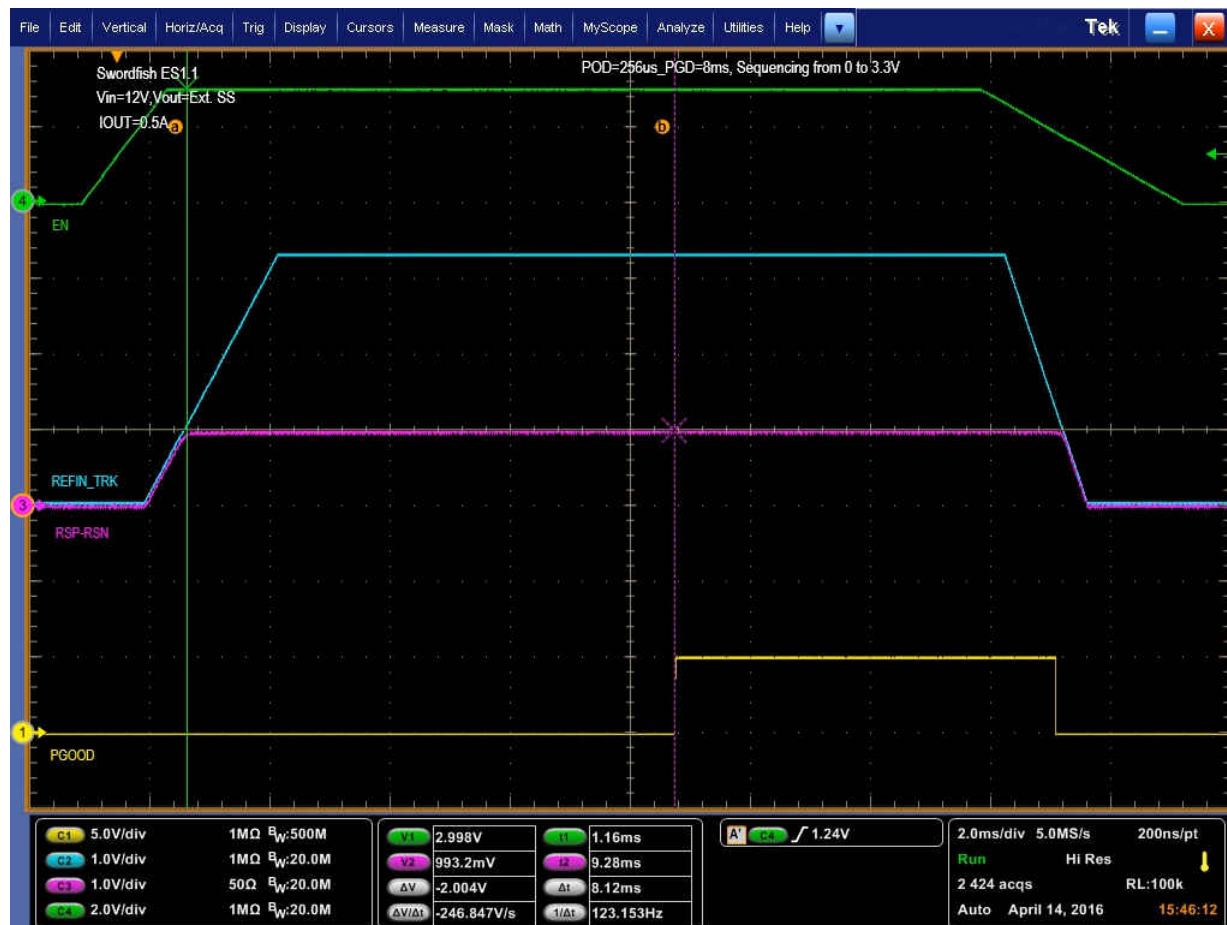 File Edit Vertical Horiz/Acq Trig Display Cursors Measure Mask Math MyScope Analyze Utilities Help Tek X
Swordfish ES1.1 POD=256us_PGD=8ms, Sequencing from 0 to 3.3V
Vin=12V,Vout=Ext. SS
IOUT=0.5A a b
4
EN
REFIN_TRK
3
RSP-RSN
1
PGOOD
C1 5.0V/div 1MΩ BW:500M V1 2.998V t1 1.16ms A' C4 1.24V 2.0ms/div 5.0MS/s 200ns/pt
C2 1.0V/div 1MΩ BW:20.0M V2 993.2mV t2 9.28ms Run Hi Res
C3 1.0V/div 50Ω BW:20.0M ΔV -2.004V Δt 8.12ms 2 424 acqs RL:100k
C4 2.0V/div 1MΩ BW:20.0M ΔV/Δt -246.847V/s 1/Δt 123.153Hz Auto April 14, 2016 15:46:12